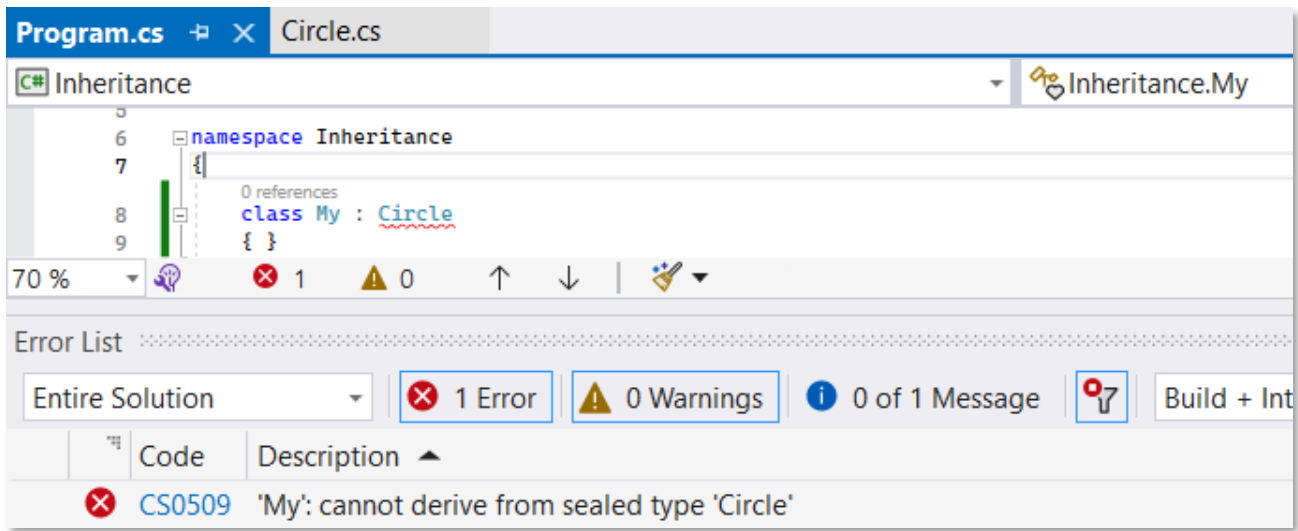 Program.cs Circle.cs
C# Inheritance Inheritance.My
5
6 namespace Inheritance
7 {
0 references
8 class My : Circle
9 { }
70 % 1 0
Error List
Entire Solution 1 Error 0 Warnings 0 of 1 Message Build + Int
Code Description
CS0509 'My': cannot derive from sealed type 'Circle'